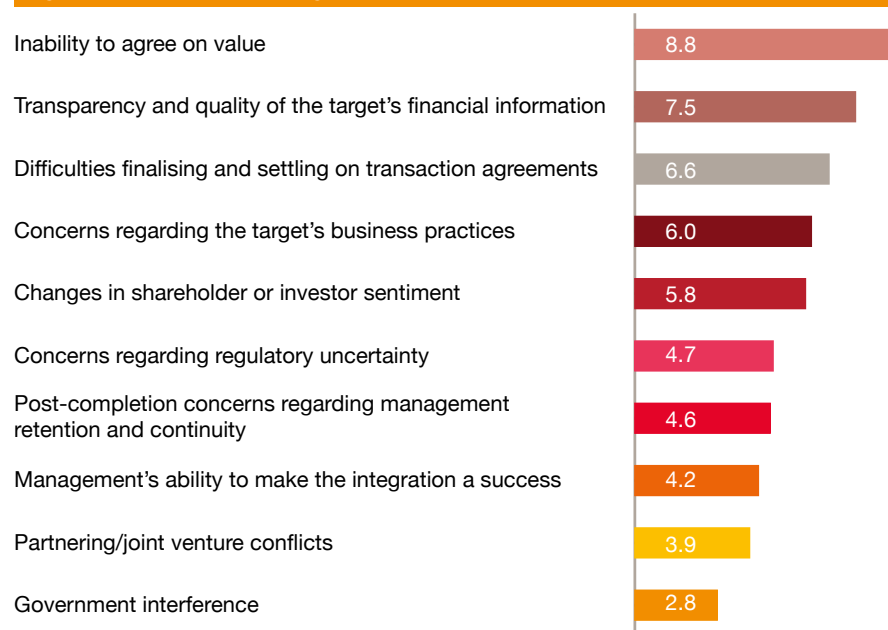 Inability to agree on value 8.8
Transparency and quality of the target’s financial information 7.5
Difficulties finalising and settling on transaction agreements 6.6
Concerns regarding the target’s business practices 6.0
Changes in shareholder or investor sentiment 5.8
Concerns regarding regulatory uncertainty 4.7
Post-completion concerns regarding management
retention and continuity 4.6
Management’s ability to make the integration a success 4.2
Partnering/joint venture conflicts 3.9
Government interference 2.8